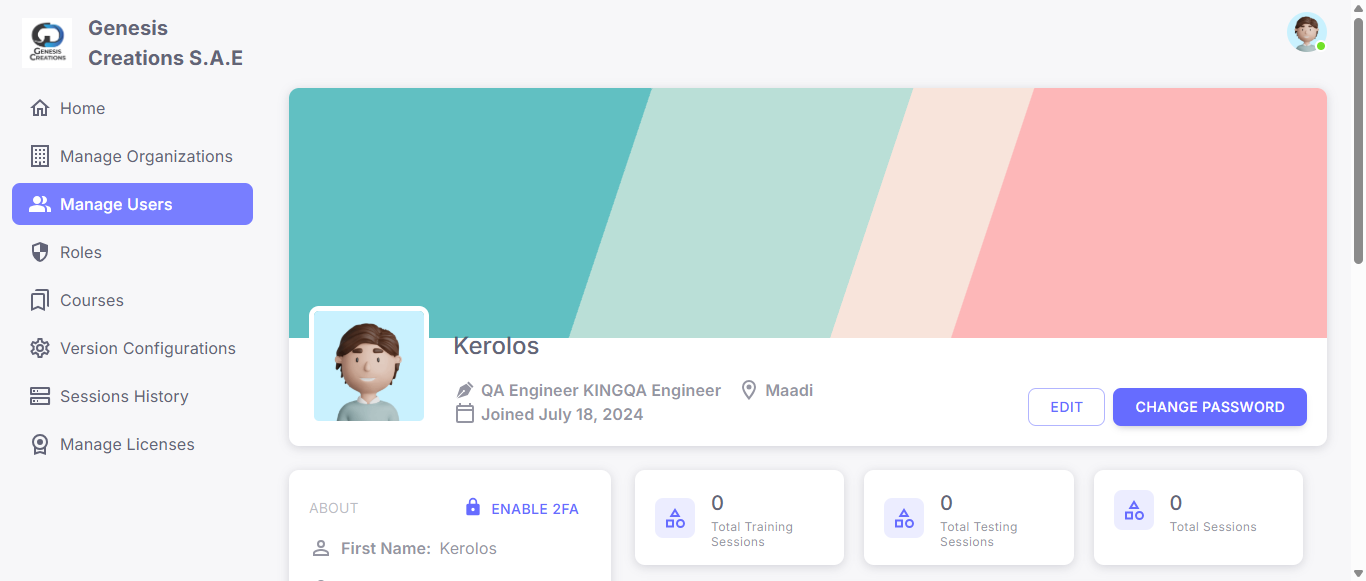 GENESIS
CREATIONS
Genesis
Creations S.A.E
Home
Manage Organizations
Manage Users
Roles
Courses
Version Configurations
Sessions History
Manage Licenses
Kerolos
QA Engineer KINGQA Engineer
Maadi
Joined July 18, 2024
EDIT
CHANGE PASSWORD
ABOUT
ENABLE 2FA
First Name: Kerolos
0
Total Training
Sessions
0
Total Testing
Sessions
0
Total Sessions